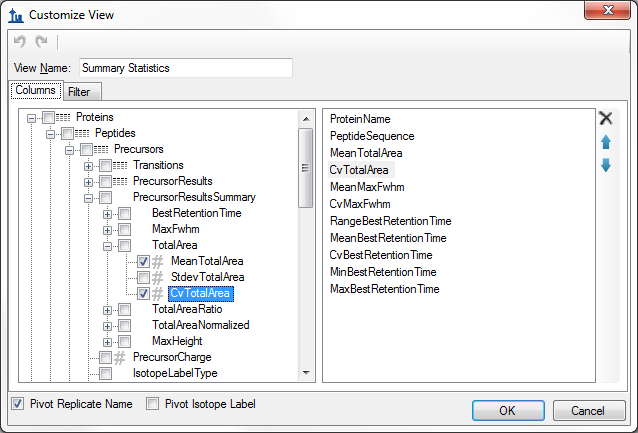 Customize View
View Name: Summary Statistics
Columns Filter
Proteins
Peptides
Precursors
Transitions
PrecursorResults
PrecursorResultsSummary
BestRetentionTime
MaxFwhm
TotalArea
MeanTotalArea
StdevTotalArea
CvTotalArea
TotalAreaRatio
TotalAreaNormalized
MaxHeight
PrecursorCharge
IsotopeLabelType
ProteinName
PeptideSequence
MeanTotalArea
CvTotalArea
MeanMaxFwhm
CvMaxFwhm
RangeBestRetentionTime
MeanBestRetentionTime
CvBestRetentionTime
MinBestRetentionTime
MaxBestRetentionTime
Pivot Replicate Name Pivot Isotope Label
OK Cancel